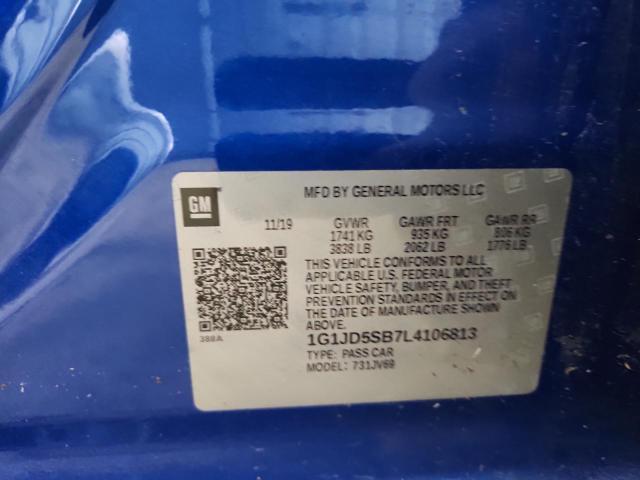 GM
MFD BY GENERAL MOTORS LLC
11/19 GVWR GAWR FRT GAWR RR
1741 KG 935 KG 806 KG
3838 LB 2062 LB 1776 LB
THIS VEHICLE CONFORMS TO ALL
APPLICABLE U.S. FEDERAL MOTOR
VEHICLE SAFETY, BUMPER, AND THEFT
PREVENTION STANDARDS IN EFFECT ON
THE DATE OF MANUFACTURE SHOWN
ABOVE.
388A
1G1JD5SB7L4106813
TYPE: PASS CAR
MODEL: 731JV69